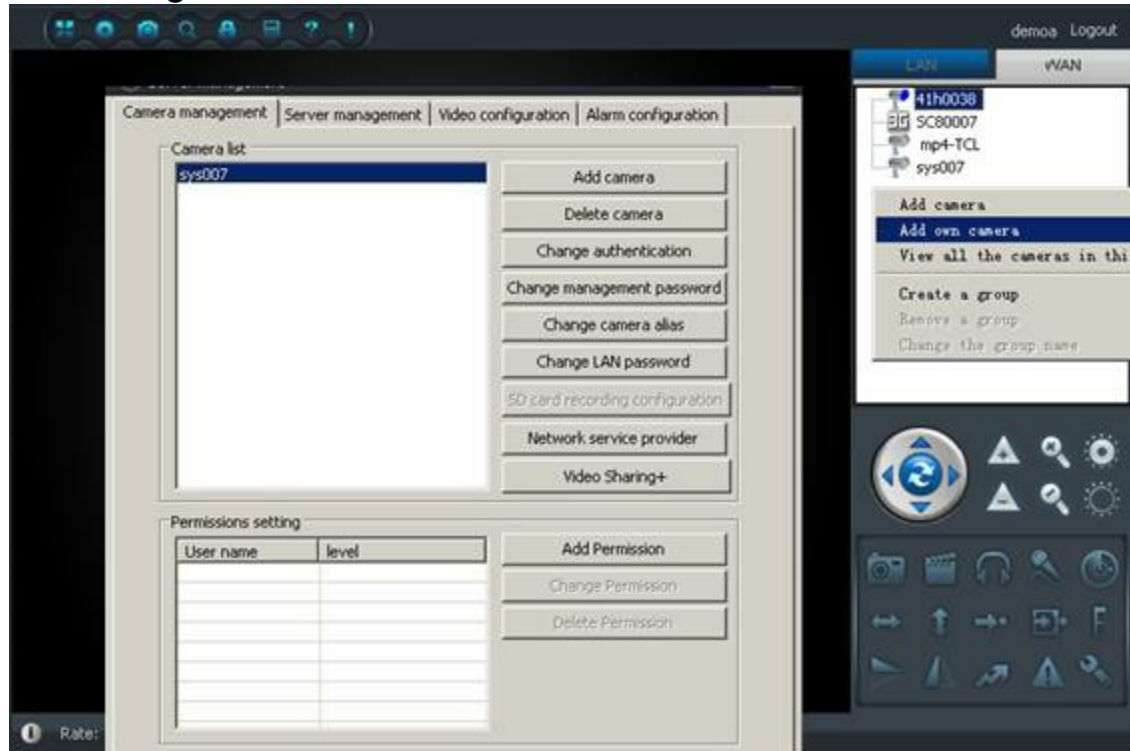 demoa Logout
LAN WAN
41h0038
SC80007
mp4-TCL
sys007
Add camera
Add own camera
View all the cameras in thi
Create a group
Remove a group
Change the group name
Camera management Server management Video configuration Alarm configuration
Camera list
sys007
Add camera
Delete camera
Change authentication
Change management password
Change camera alias
Change LAN password
SD card recording configuration
Network service provider
Video Sharing+
Permissions setting
User name level
Add Permission
Change Permission
Delete Permission
Rate: